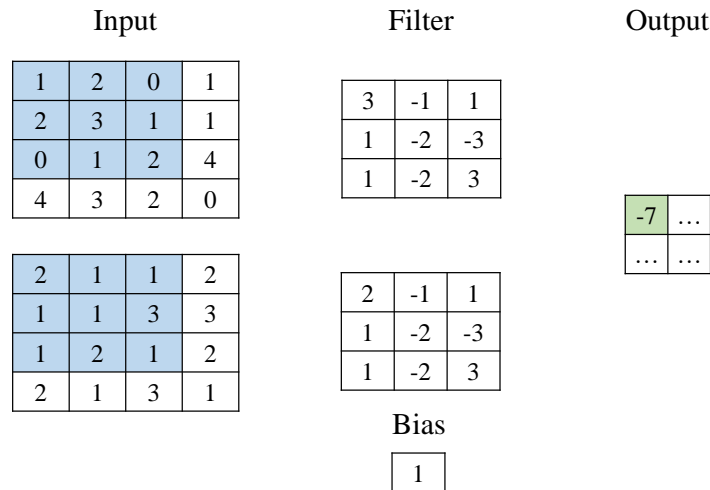 Input Filter Output
1 2 0 1
2 3 1 1
0 1 2 4
4 3 2 0
3 -1 1
1 -2 -3
1 -2 3
-7 …
… …
2 1 1 2
1 1 3 3
1 2 1 2
2 1 3 1
2 -1 1
1 -2 -3
1 -2 3
Bias
1